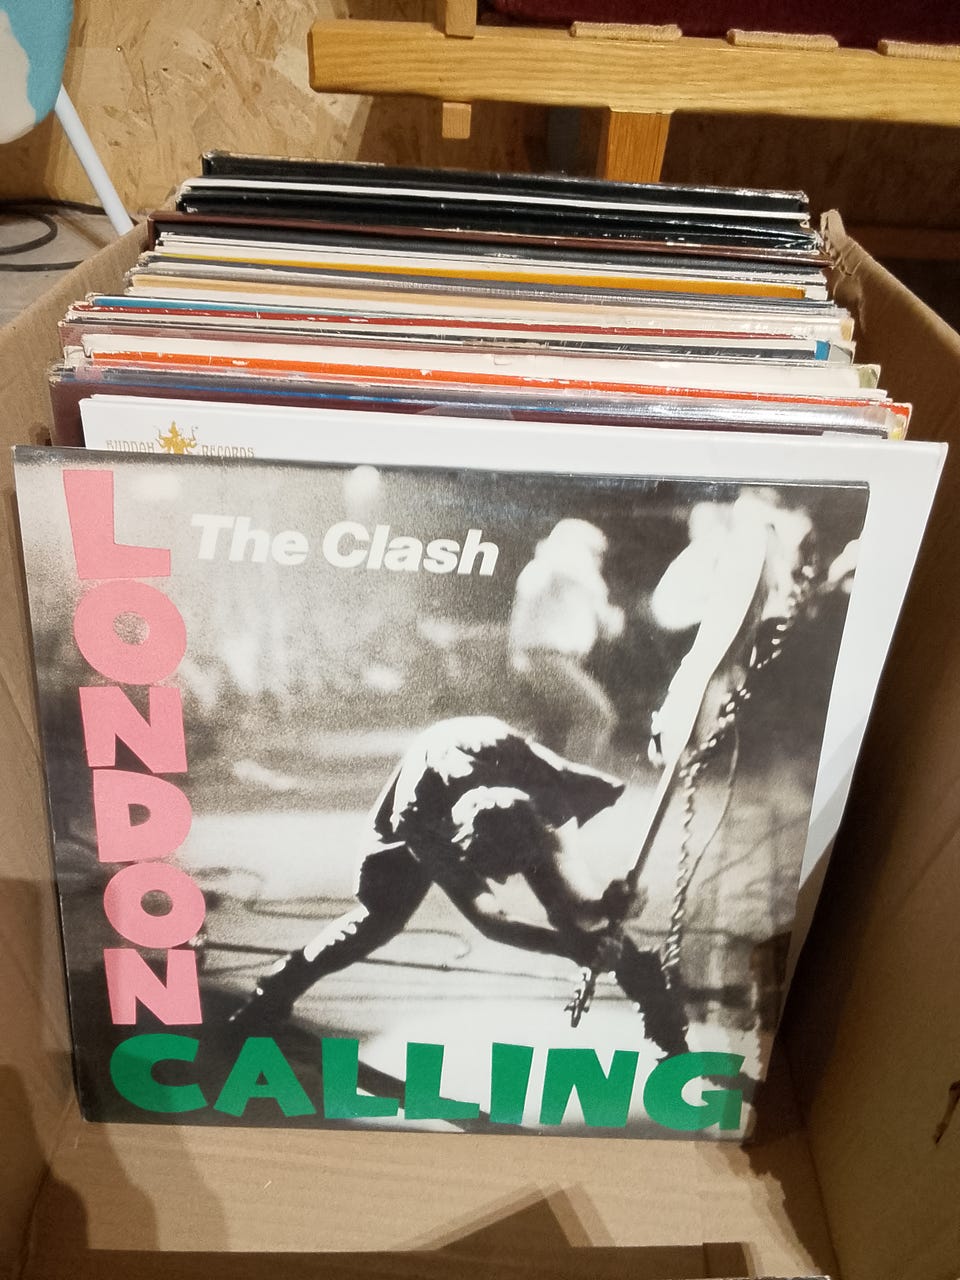 BUDDAH RECORDS
The Clash
LONDON
CALLING